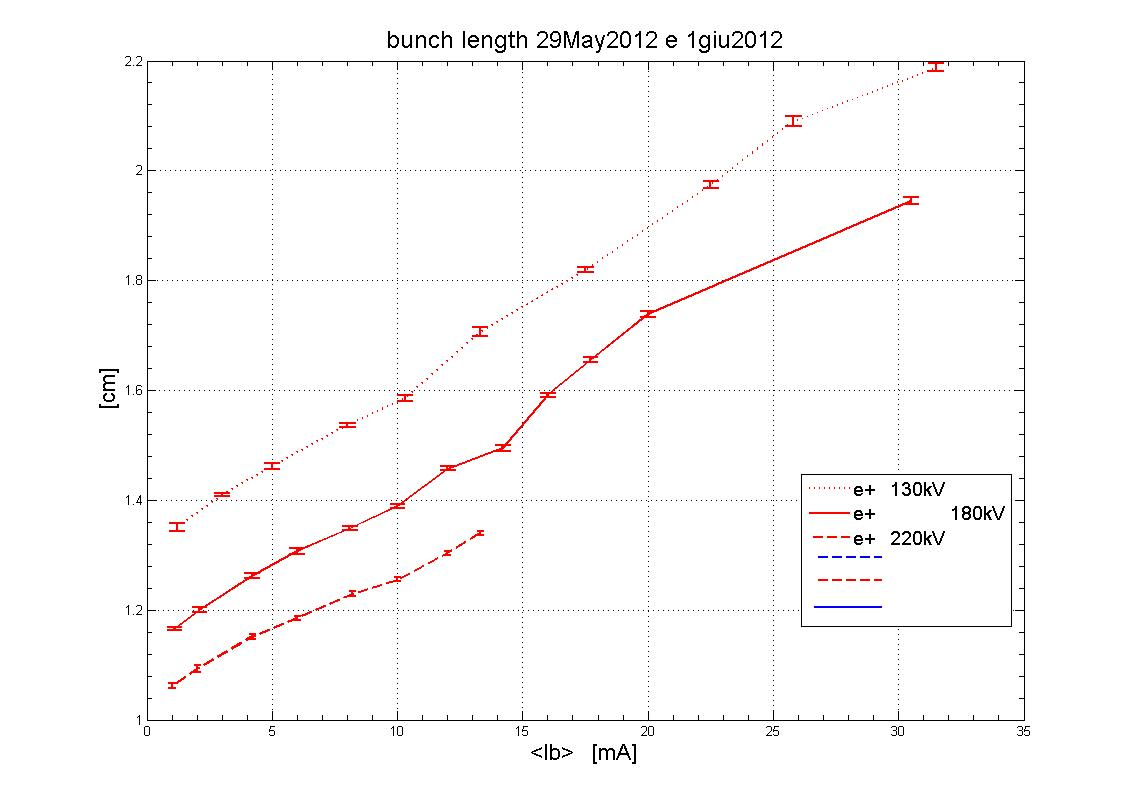 bunch length 29May2012 e 1giu2012
2.2
2
1.8
1.6
1.4
1.2
1
[cm]
e+ 130kV
e+ 180kV
e+ 220kV
0 5 10 15 20 25 30 35
<Ib> [mA]